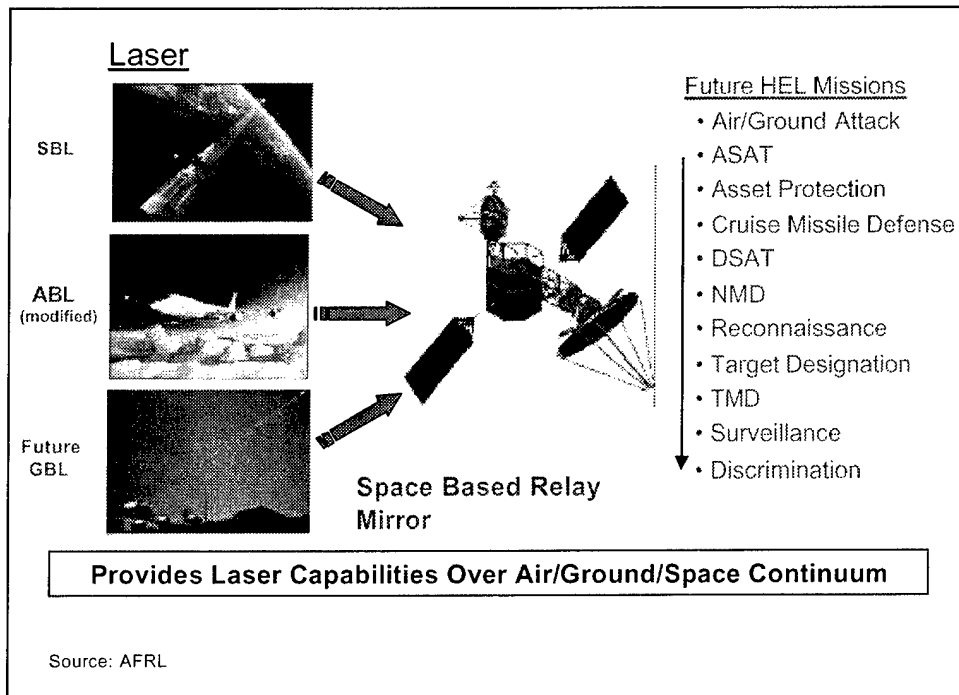 Laser
SBL
ABL
(modified)
Future
GBL
Space Based Relay
Mirror
Future HEL Missions
• Air/Ground Attack
• ASAT
• Asset Protection
• Cruise Missile Defense
• DSAT
• NMD
• Reconnaissance
• Target Designation
• TMD
• Surveillance
• Discrimination
Provides Laser Capabilities Over Air/Ground/Space Continuum
Source: AFRL